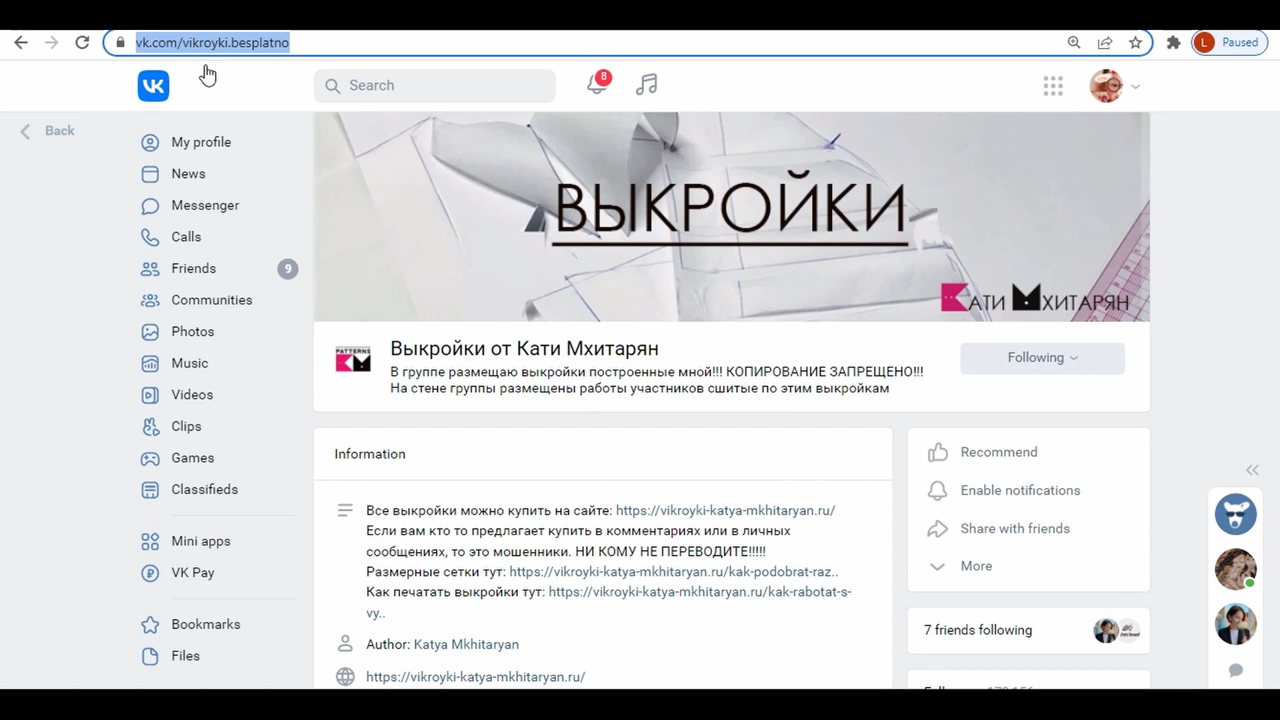 vk.com/vikroyki.besplatno
L Paused
Search
8
Back
My profile
News
Messenger
Calls
Friends 9
Communities
Photos
Music
Videos
Clips
Games
Classifieds
Mini apps
VK Pay
Bookmarks
Files
ВЫКРОЙКИ
КАТИ МХИТАРЯН
PATTERNS
KM
Выкройки от Кати Мхитарян
В группе размещаю выкройки построенные мной!!! КОПИРОВАНИЕ ЗАПРЕЩЕНО!!!
На стене группы размещены работы участников сшитые по этим выкройкам
Following
Information
Все выкройки можно купить на сайте: https://vikroyki-katya-mkhitaryan.ru/
Если вам кто то предлагает купить в комментариях или в личных
сообщениях, то это мошенники. НИ КОМУ НЕ ПЕРЕВОДИТЕ!!!!!
Размерные сетки тут: https://vikroyki-katya-mkhitaryan.ru/kak-podobrat-raz..
Как печатать выкройки тут: https://vikroyki-katya-mkhitaryan.ru/kak-rabotat-s-
vy..
Author: Katya Mkhitaryan
https://vikroyki-katya-mkhitaryan.ru/
Recommend
Enable notifications
Share with friends
More
7 friends following